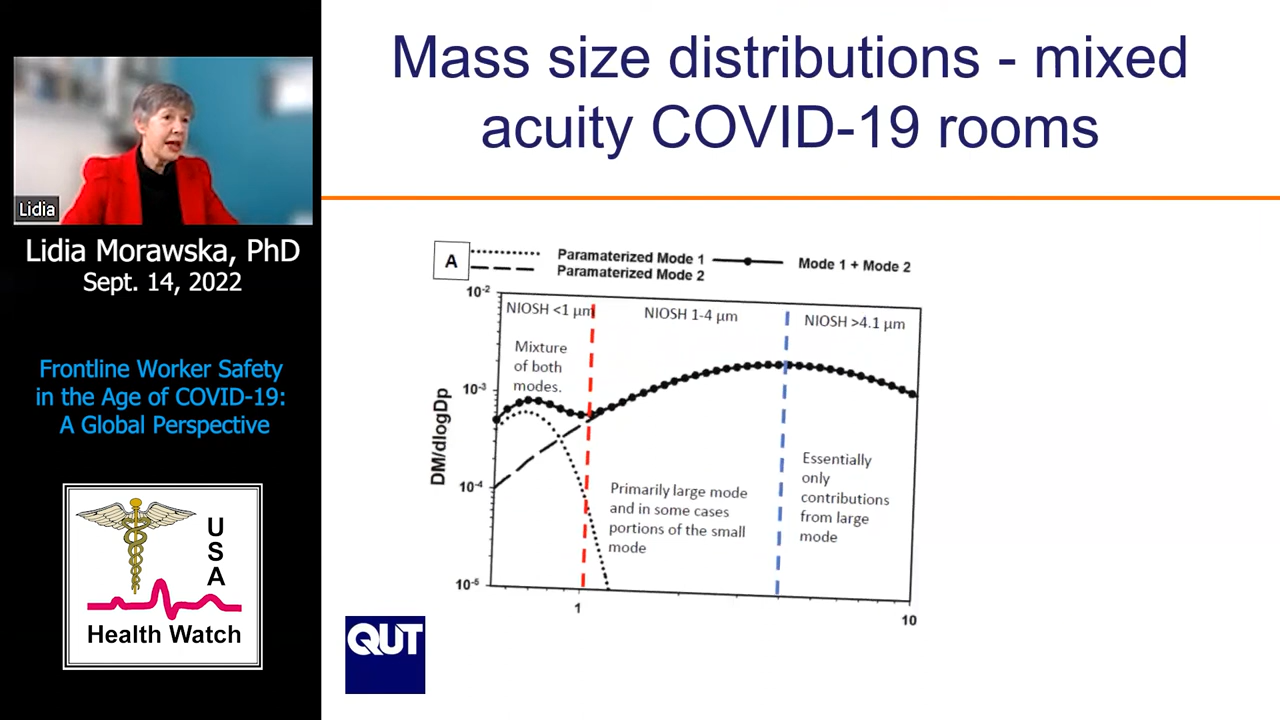 Mass size distributions - mixed
acuity COVID-19 rooms
Lidia
Lidia Morawska, PhD
Sept. 14, 2022
Frontline Worker Safety
in the Age of COVID-19:
A Global Perspective
USA
Health Watch
A
Paramaterized Mode 1
Paramaterized Mode 2
Mode 1 + Mode 2
10-2
10-3
10-4
10-5
DM/dlogDp
NIOSH <1 µm
NIOSH 1-4 µm
NIOSH >4.1 µm
Mixture
of both
modes.
Primarily large mode
and in some cases
portions of the small
mode
Essentially
only
contributions
from large
mode
1
10
QUT